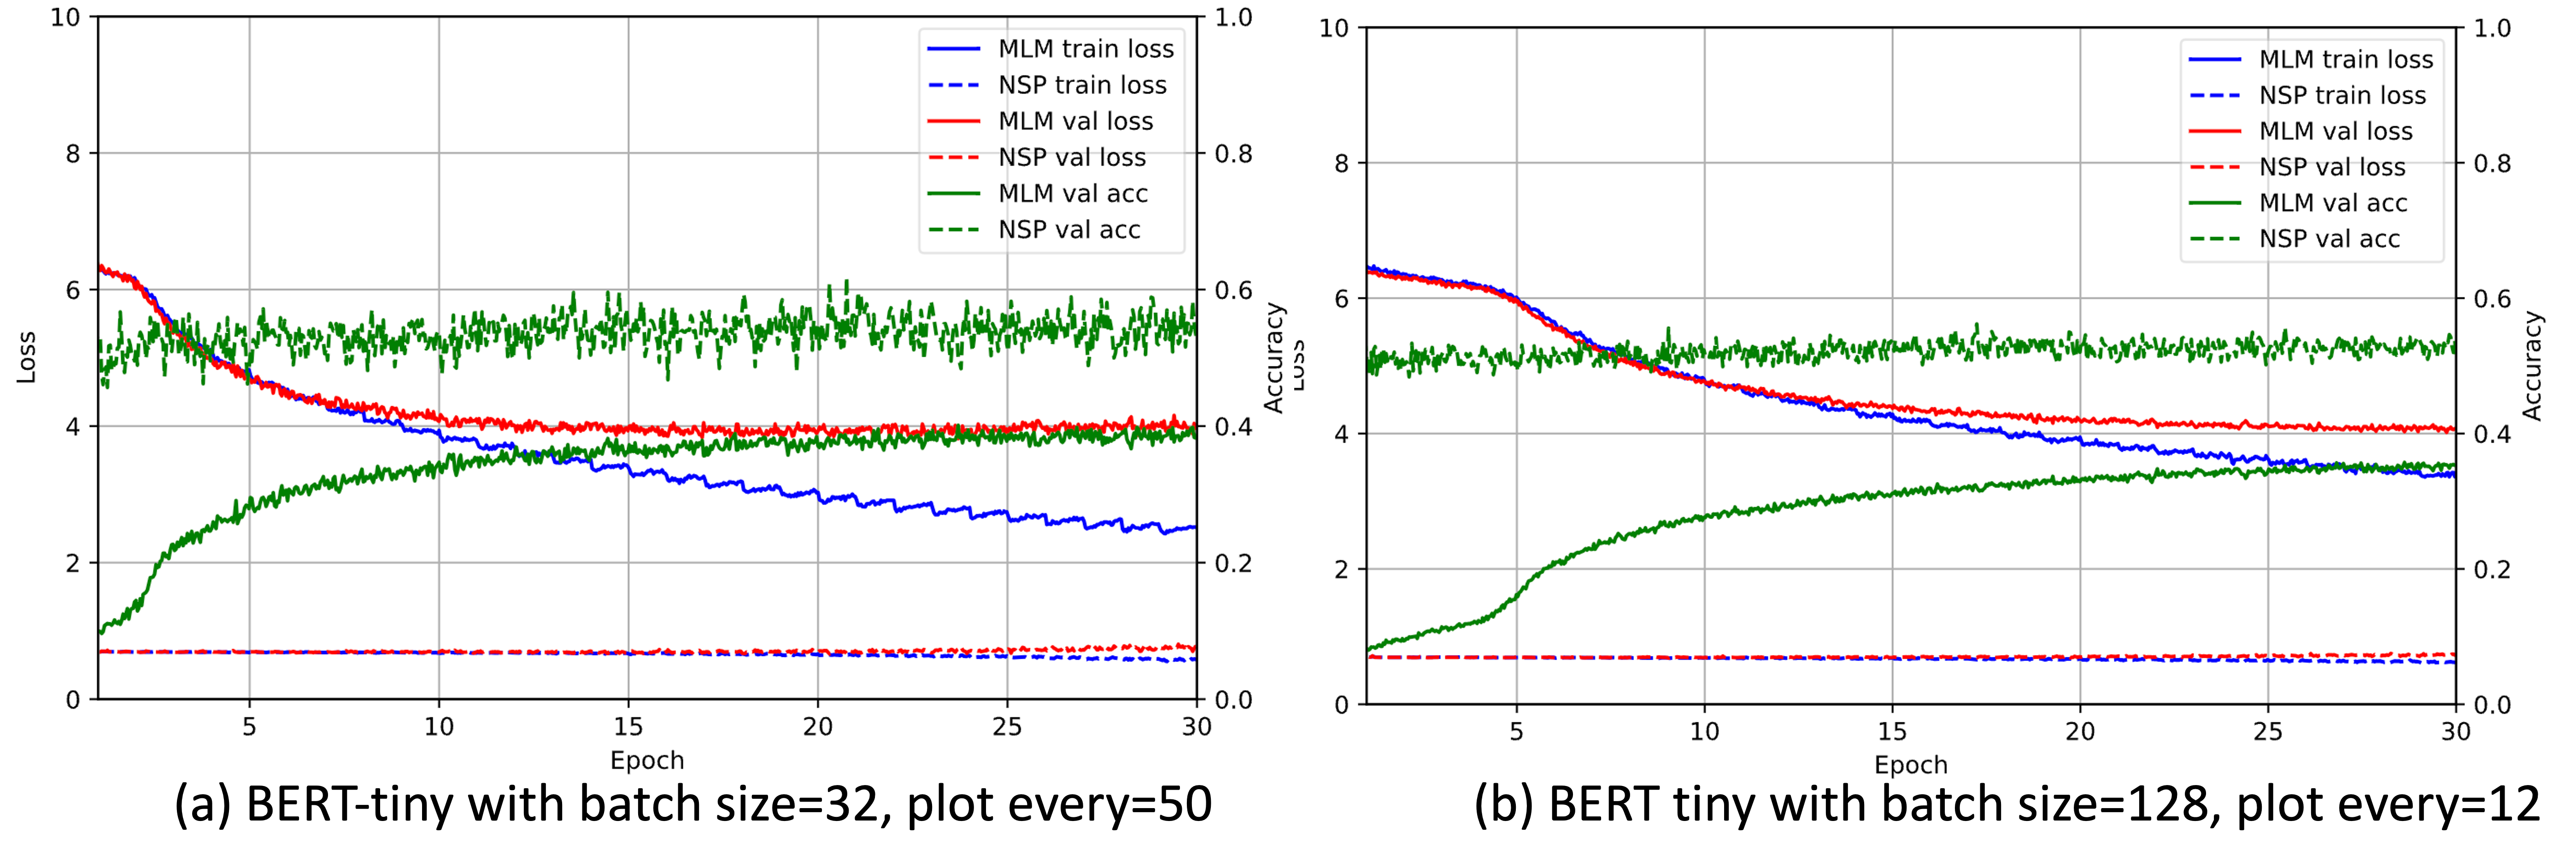 10
8
6
4
2
0
Loss
1.0
0.8
0.6
0.4
0.2
0.0
Accuracy
MLM train loss
NSP train loss
MLM val loss
NSP val loss
MLM val acc
NSP val acc
5 10 15 20 25 30
Epoch
(a) BERT-tiny with batch size=32, plot every=50
10
8
6
4
2
0
Loss
1.0
0.8
0.6
0.4
0.2
0.0
Accuracy
MLM train loss
NSP train loss
MLM val loss
NSP val loss
MLM val acc
NSP val acc
5 10 15 20 25 30
Epoch
(b) BERT tiny with batch size=128, plot every=12